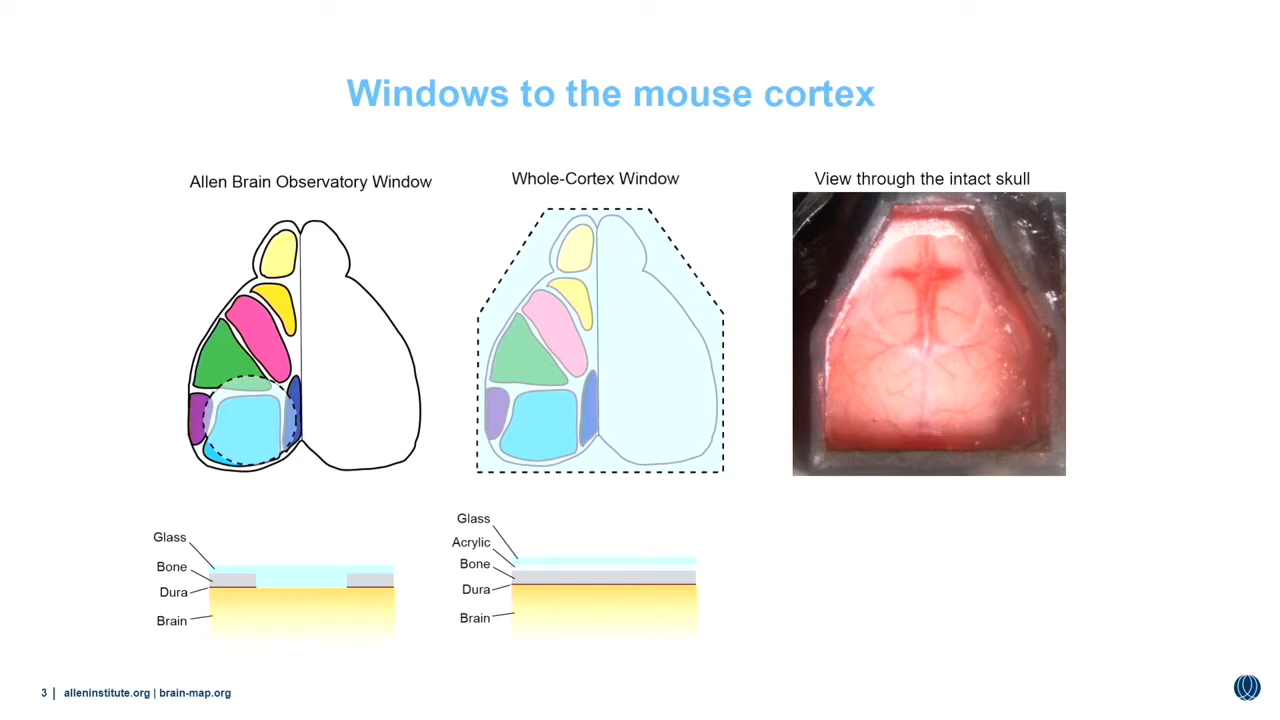 Windows to the mouse cortex
Allen Brain Observatory Window
Whole-Cortex Window
View through the intact skull
Glass
Bone
Dura
Brain
Glass
Acrylic
Bone
Dura
Brain
3 | alleninstitute.org | brain-map.org